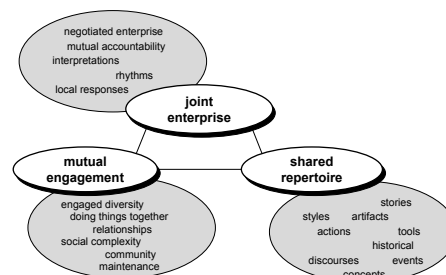 negotiated enterprise
mutual accountability
interpretations
rhythms
local responses
joint
enterprise
mutual
engagement
shared
repertoire
engaged diversity
doing things together
relationships
social complexity
community
maintenance
stories
styles artifacts
actions tools
historical
discourses events
concepts